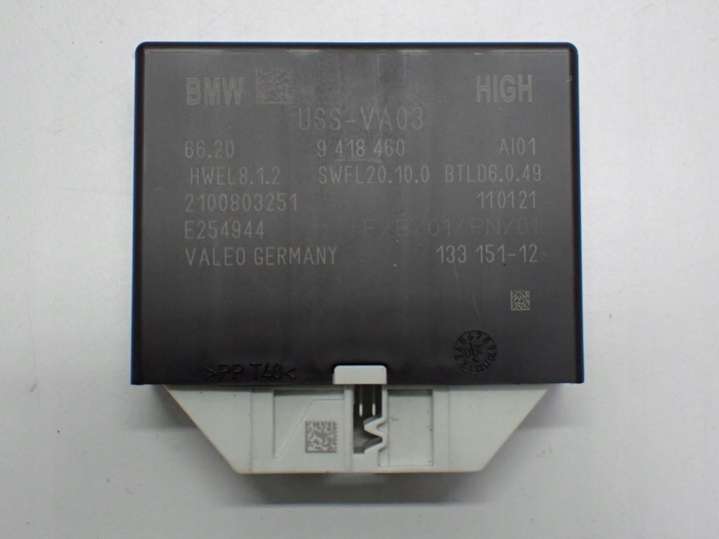 BMW HIGH
USS-VA03
66.20 9 418 460 AI01
HWEL8.1.2 SWFL20.10.0 BTLD6.0.49
2100803251 110121
E254944
VALEO GERMANY 133 151-12
>PP T40<